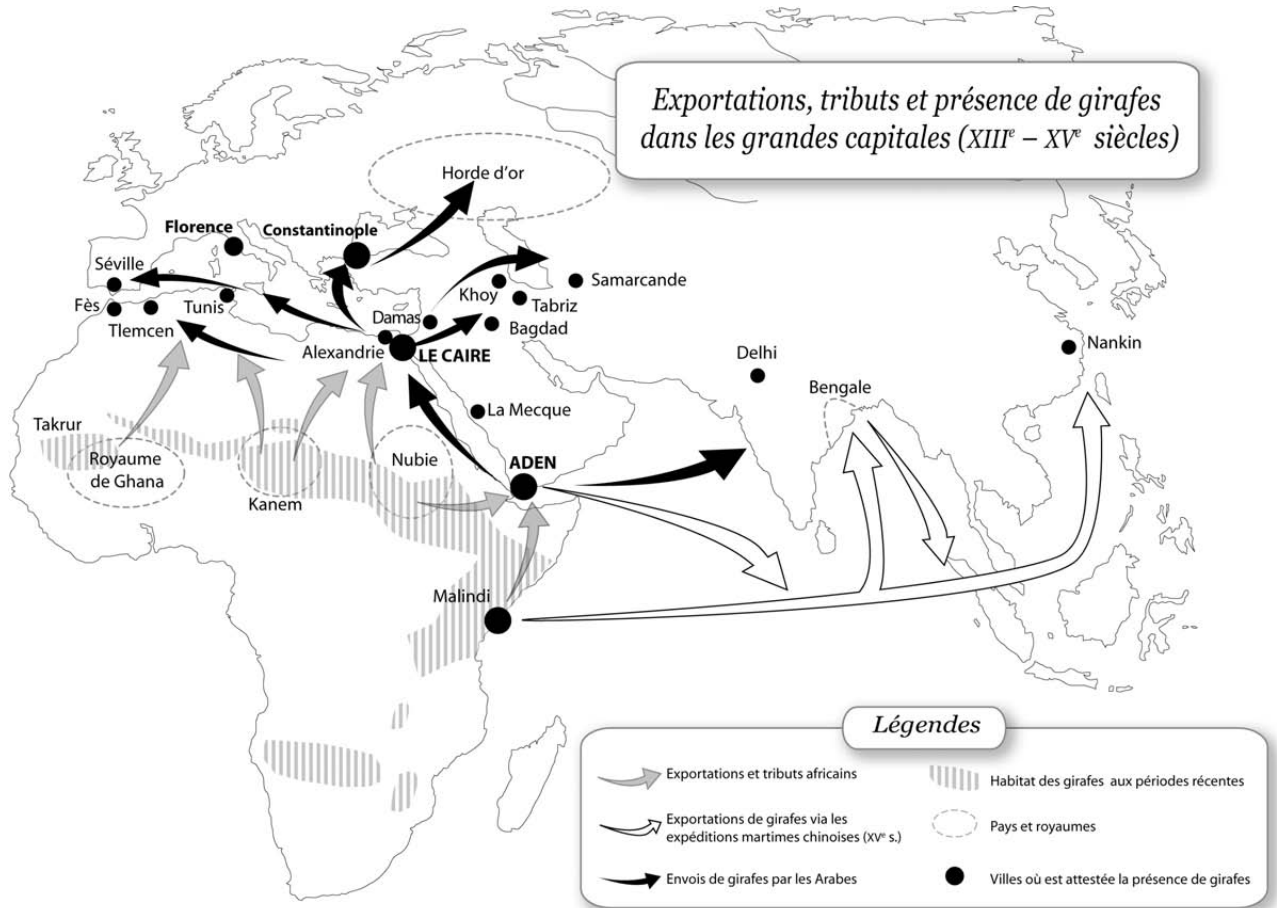 Exportations, tributs et présence de girafes
dans les grandes capitales (XIIIe – XVe siècles)
Horde d'or
Florence
Constantinople
Séville
Samarcande
Khoy
Fès
Tunis
Tabriz
Damas
Tlemcen
Bagdad
Alexandrie
LE CAIRE
Delhi
Nankin
Bengale
La Mecque
Takrur
Royaume
de Ghana
Nubie
ADEN
Kanem
Malindi
Légendes
Exportations et tributs africains
Exportations de girafes via les
expéditions martimes chinoises (XVe s.)
Envois de girafes par les Arabes
Habitat des girafes aux périodes récentes
Pays et royaumes
Villes où est attestée la présence de girafes